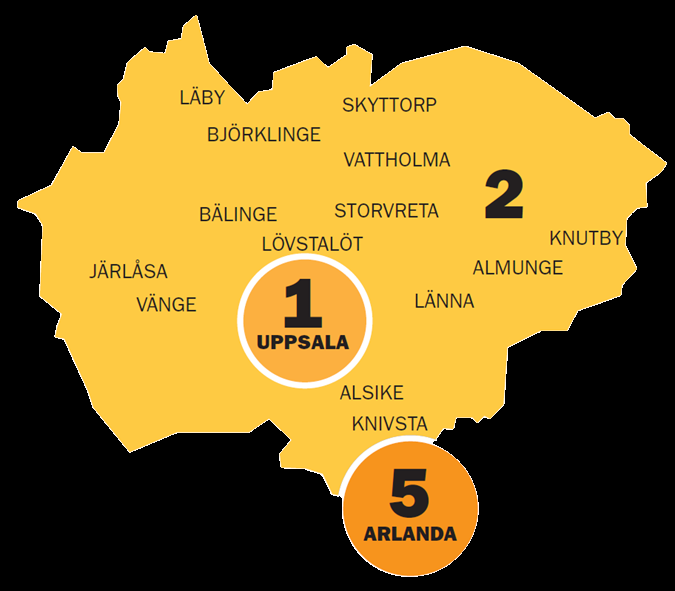 LÄBY
SKYTTORP
BJÖRKLINGE
VATTHOLMA
2
BÄLINGE
STORVRETA
KNUTBY
LÖVSTALÖT
JÄRLÅSA
ALMUNGE
VÄNGE
LÄNNA
1
UPPSALA
ALSIKE
KNIVSTA
5
ARLANDA